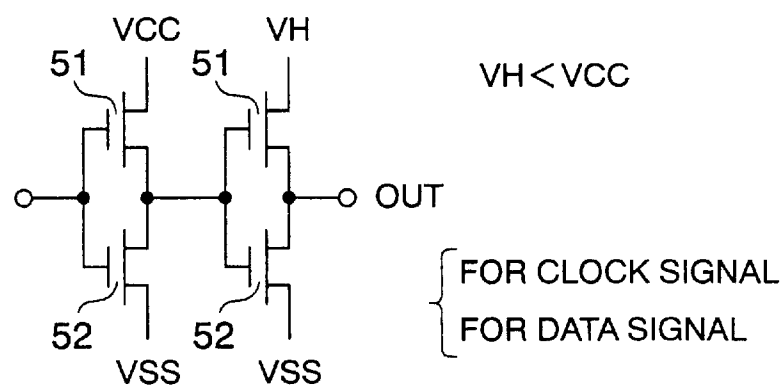 VCC VH
51 51
VH<VCC
OUT
FOR CLOCK SIGNAL
FOR DATA SIGNAL
52 52
VSS VSS